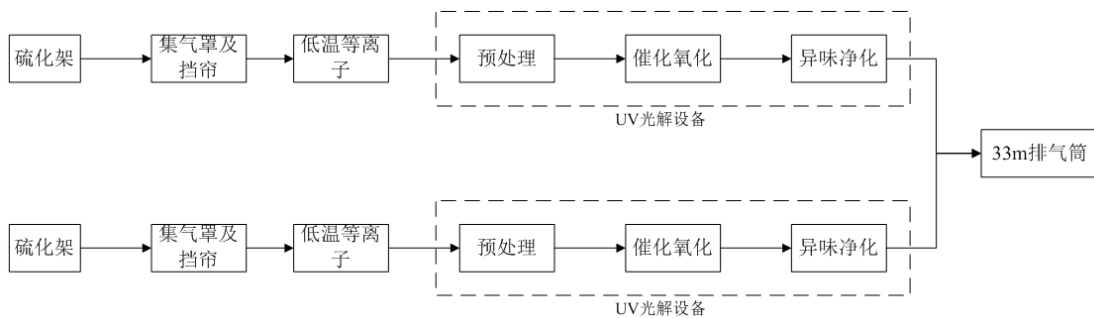 硫化架
集气罩及
挡帘
低温等离
子
预处理
催化氧化
异味净化
UV光解设备
33m排气筒
硫化架
集气罩及
挡帘
低温等离
子
预处理
催化氧化
异味净化
UV光解设备